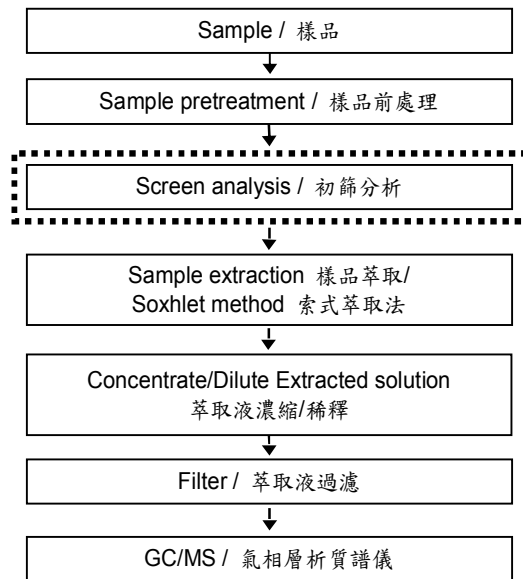 Sample / 樣品
Sample pretreatment / 樣品前處理
Screen analysis / 初篩分析
Sample extraction 樣品萃取/
Soxhlet method 索式萃取法
Concentrate/Dilute Extracted solution
萃取液濃縮/稀釋
Filter / 萃取液過濾
GC/MS / 氣相層析質譜儀